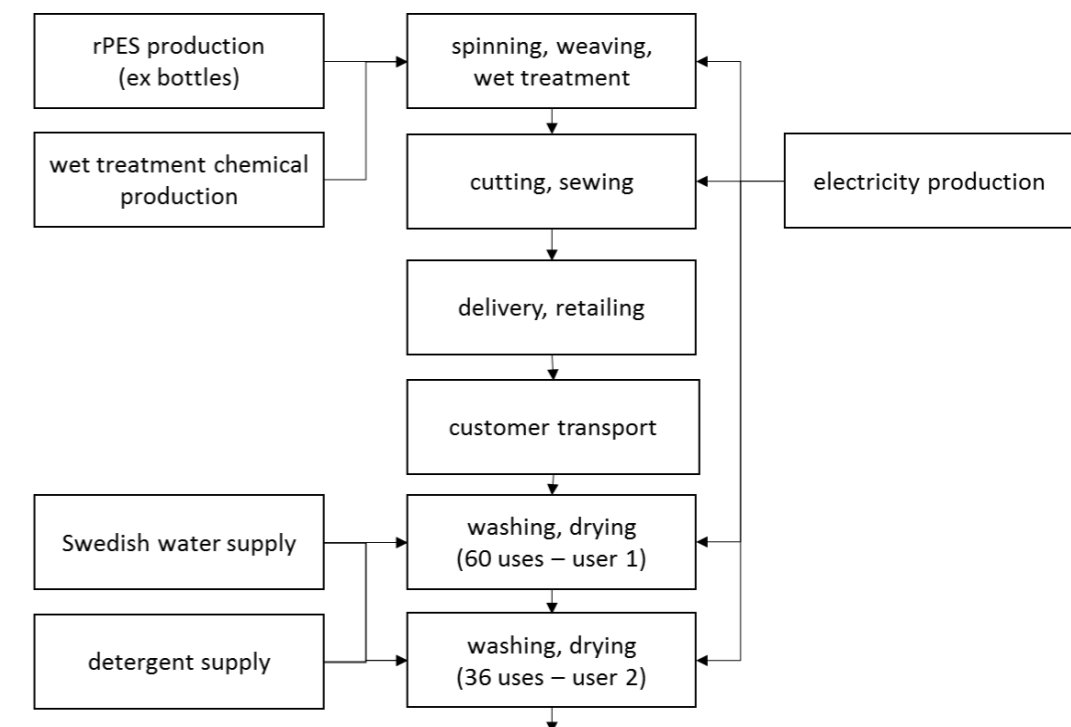 rPES production
(ex bottles)
spinning, weaving,
wet treatment
wet treatment chemical
production
cutting, sewing
electricity production
delivery, retailing
customer transport
Swedish water supply
washing, drying
(60 uses – user 1)
detergent supply
washing, drying
(36 uses – user 2)